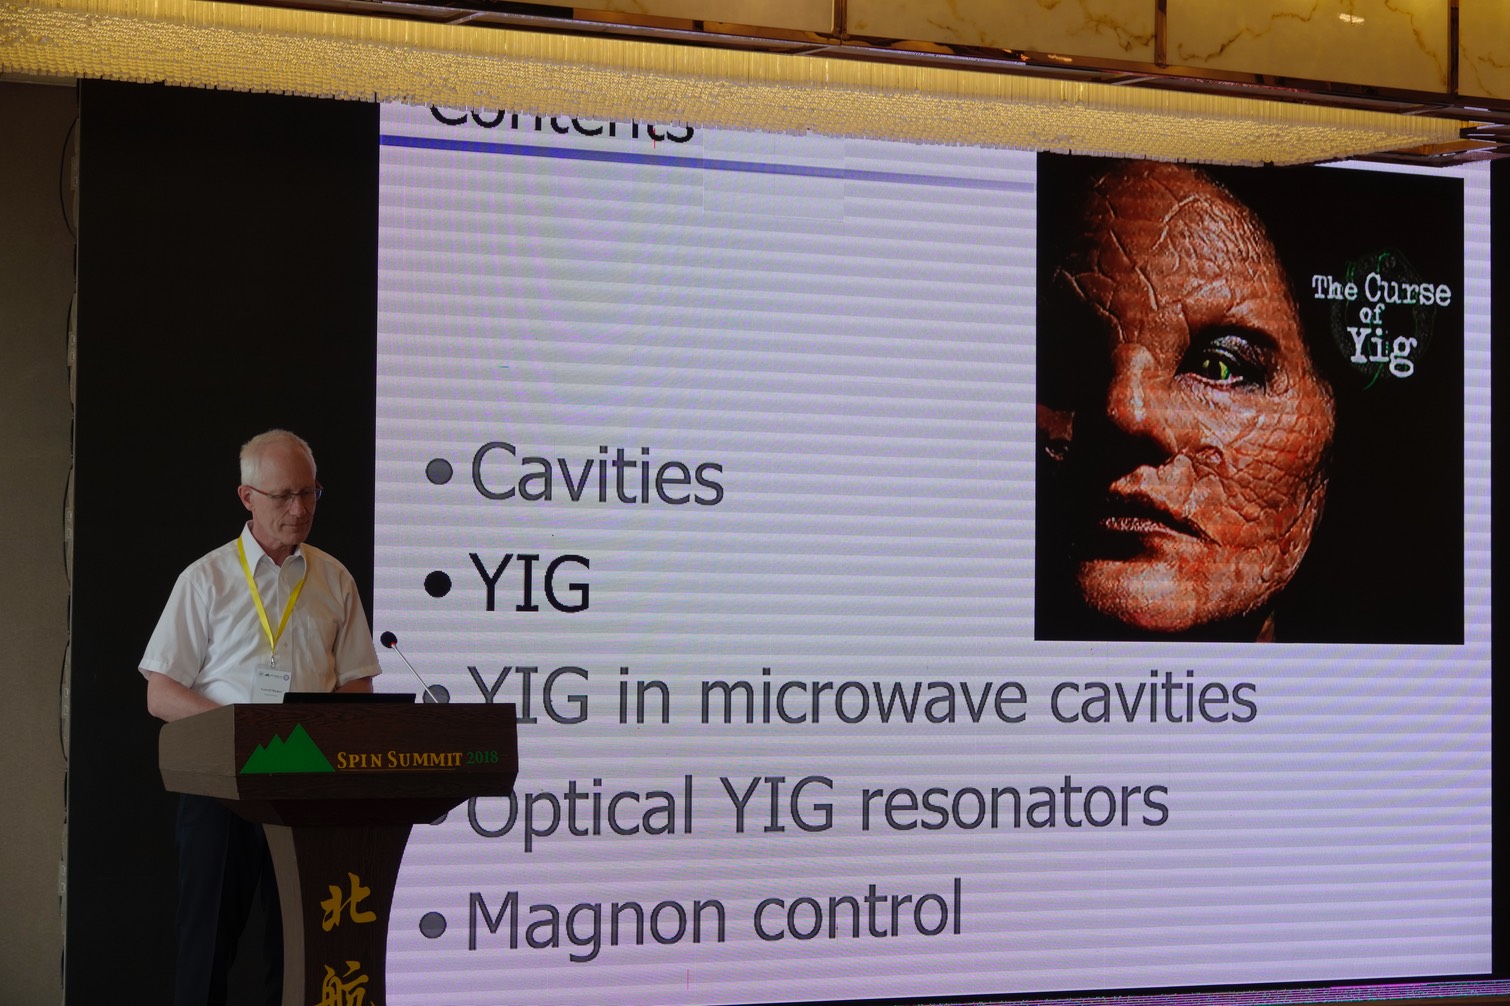 Contents
The Curse
of
Yig
• Cavities
• YIG
• YIG in microwave cavities
• Optical YIG resonators
• Magnon control
SPIN SUMMIT 2018
北
航